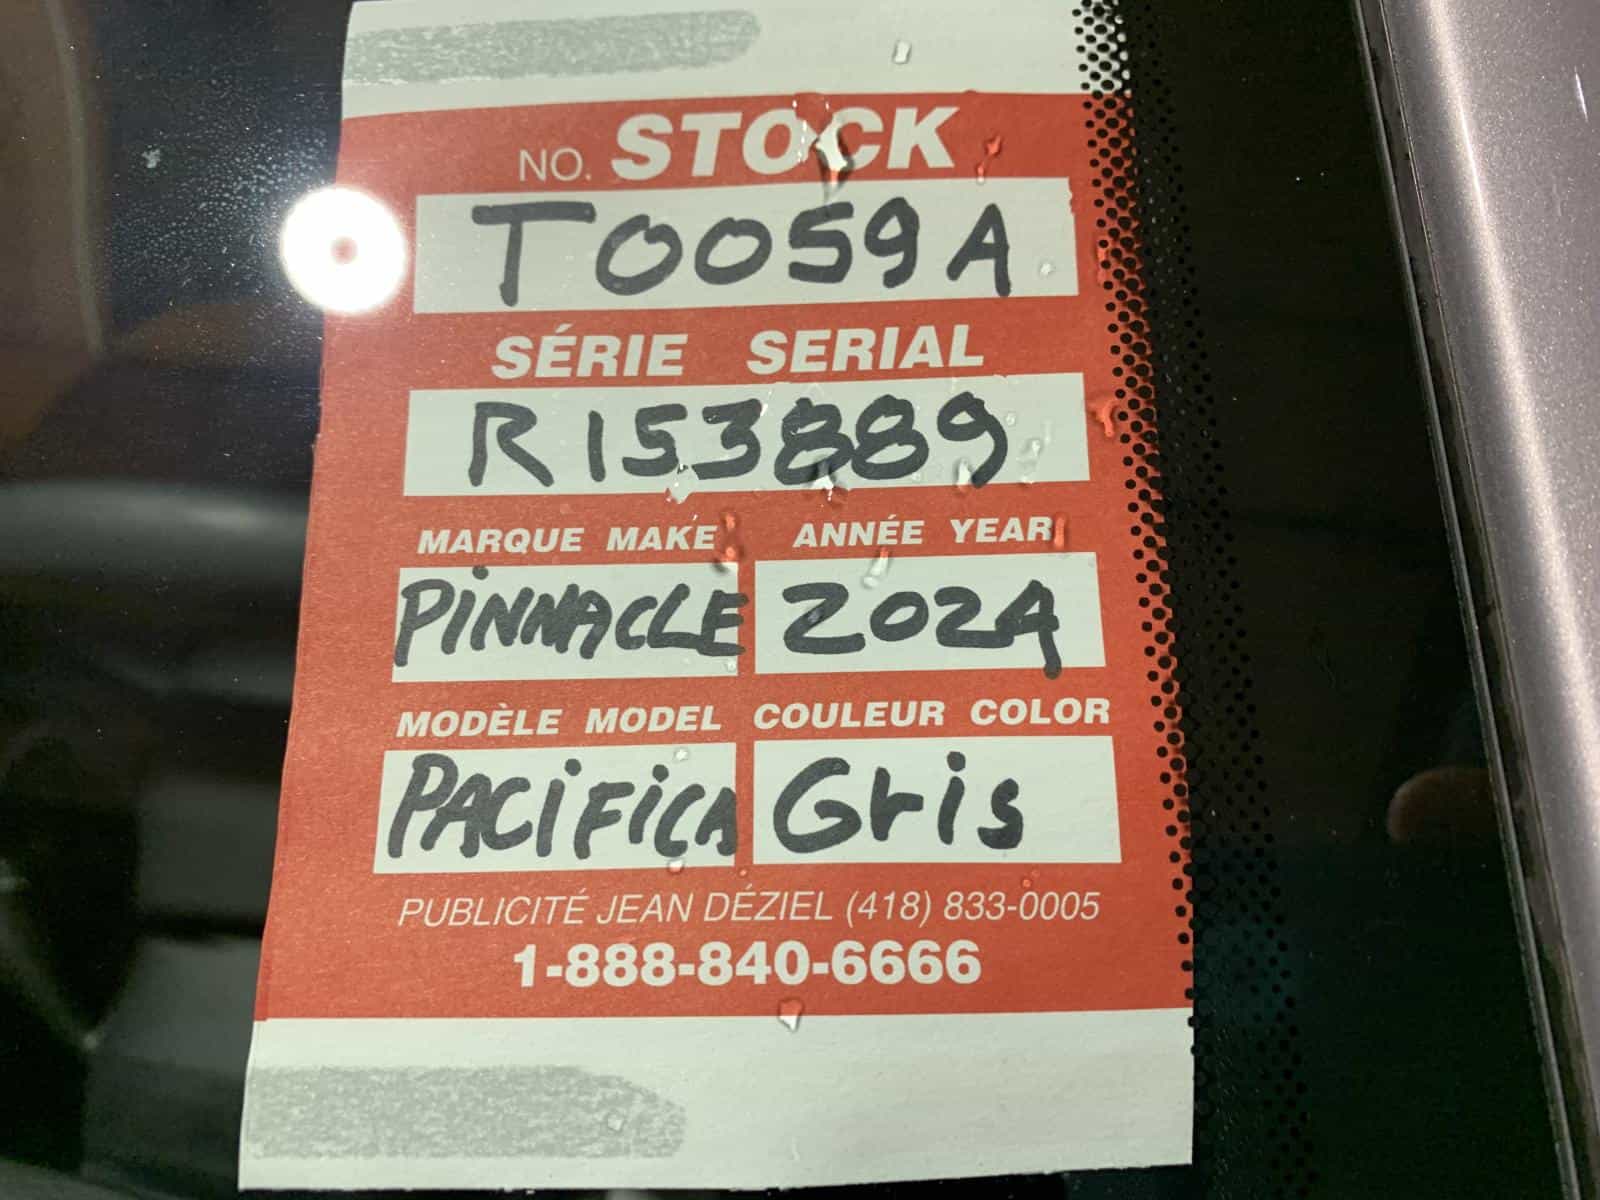 NO. STOCK
T0059A
SÉRIE SERIAL
R153889
MARQUE MAKE ANNÉE YEAR
PiNNACLE 2024
MODÈLE MODEL COULEUR COLOR
PACiFiCA Gris
PUBLICITÉ JEAN DÉZIEL (418) 833-0005
1-888-840-6666